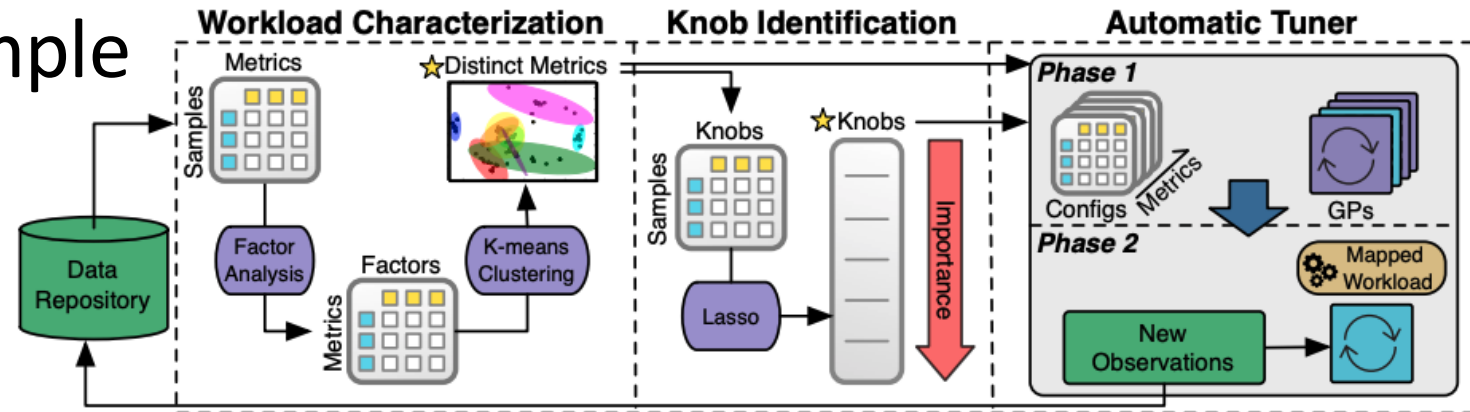 mple
Workload Characterization
Knob Identification
Automatic Tuner
Metrics
Samples
Distinct Metrics
Factor
Analysis
Factors
Metrics
K-means
Clustering
Data
Repository
Knobs
Samples
Lasso
Knobs
Importance
Phase 1
Configs
Metrics
GPs
Phase 2
Mapped
Workload
New
Observations